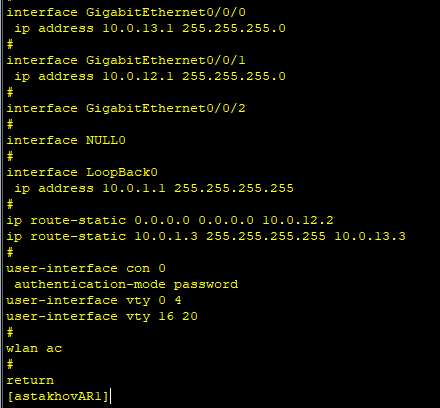 interface GigabitEthernet0/0/0
 ip address 10.0.13.1 255.255.255.0
#
interface GigabitEthernet0/0/1
 ip address 10.0.12.1 255.255.255.0
#
interface GigabitEthernet0/0/2
#
interface NULL0
#
interface LoopBack0
 ip address 10.0.1.1 255.255.255.255
#
ip route-static 0.0.0.0 0.0.0.0 10.0.12.2
ip route-static 10.0.1.3 255.255.255.255 10.0.13.3
#
user-interface con 0
 authentication-mode password
user-interface vty 0 4
user-interface vty 16 20
#
wlan ac
#
return
[astakhovAR1]